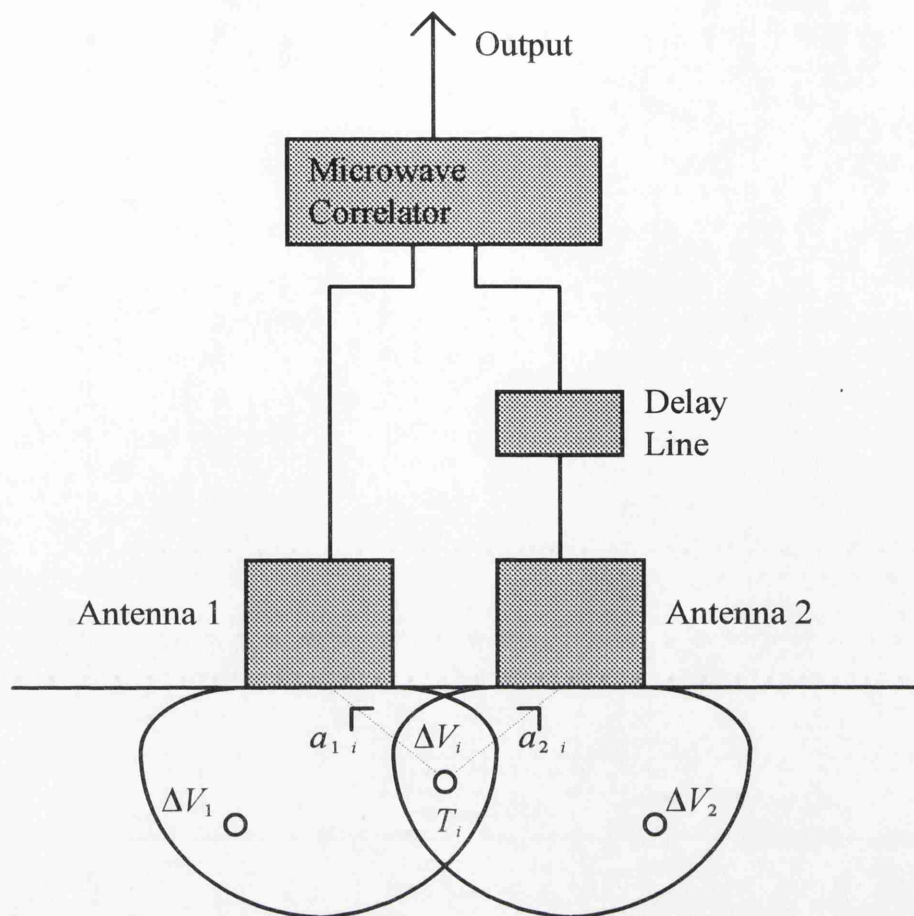 Output
Microwave
Correlator
Delay
Line
Antenna 1
Antenna 2
a₁ ᵢ
ΔVᵢ
a₂ ᵢ
ΔV₁
Tᵢ
ΔV₂